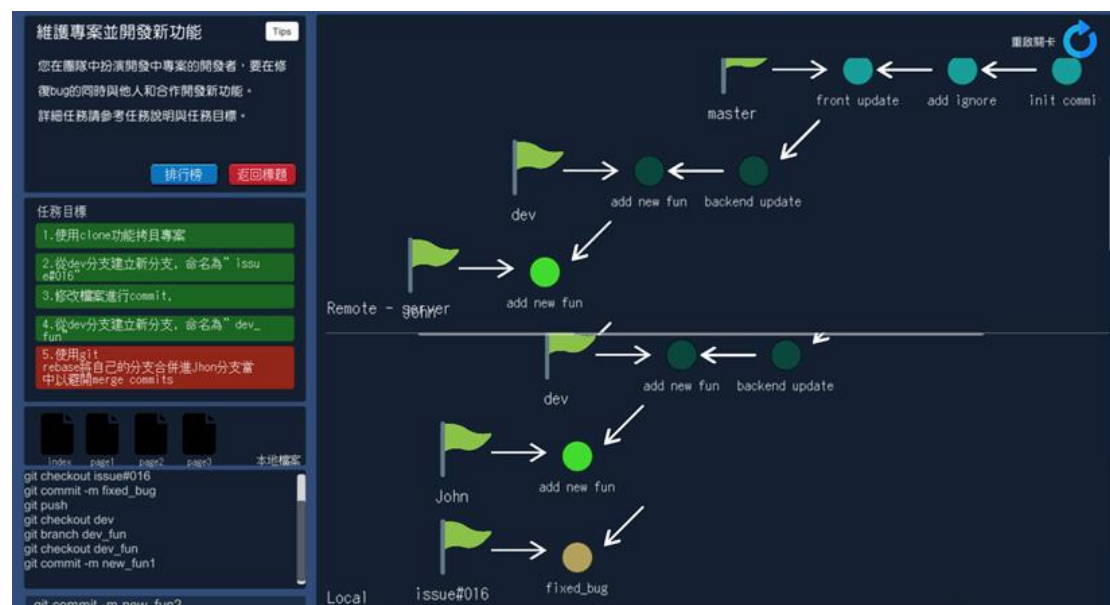 維護專案並開發新功能
Tips
您在團隊中扮演開發中專案的開發者，要在修
復bug的同時與他人和合作開發新功能。
詳細任務請參考任務說明與任務目標。
排行榜
返回標題
任務目標
1.使用clone功能拷貝專案
2.從dev分支建立新分支, 命名為"issu
e#016"
3.修改檔案進行commit,
4.從dev分支建立新分支, 命名為"dev_
fun"
5.使用git
rebase將自己的分支合併進Jhon分支當
中以避開merge commits
index
page1
page2
page3
本地檔案
git checkout issue#016
git commit -m fixed_bug
git push
git checkout dev
git branch dev_fun
git checkout dev_fun
git commit -m new_fun1
git commit -m new_fun2
重啟關卡
master
front update
add ignore
init commi
dev
add new fun
backend update
John
add new fun
Remote - server
dev
add new fun
backend update
John
add new fun
issue#016
fixed_bug
Local